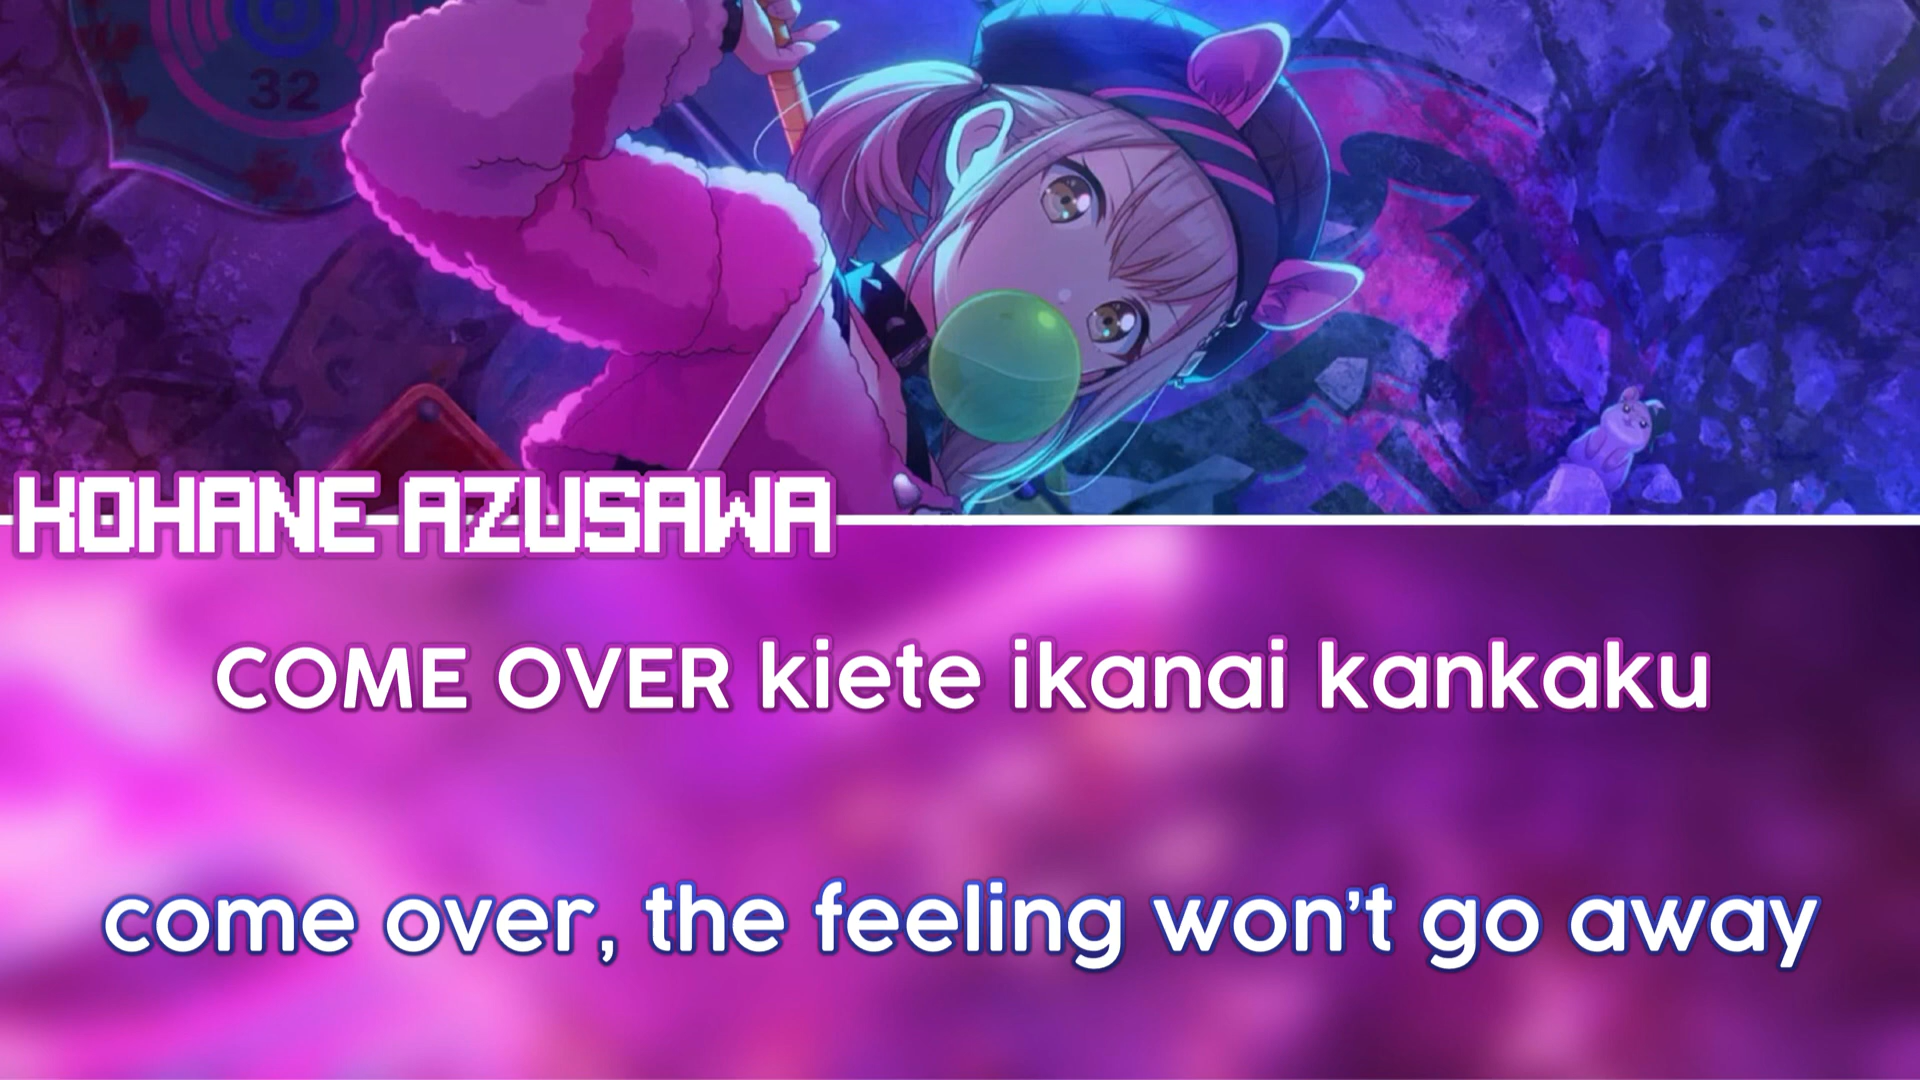 32
KOHANE AZUSAWA
COME OVER kiete ikanai kankaku
come over, the feeling won't go away